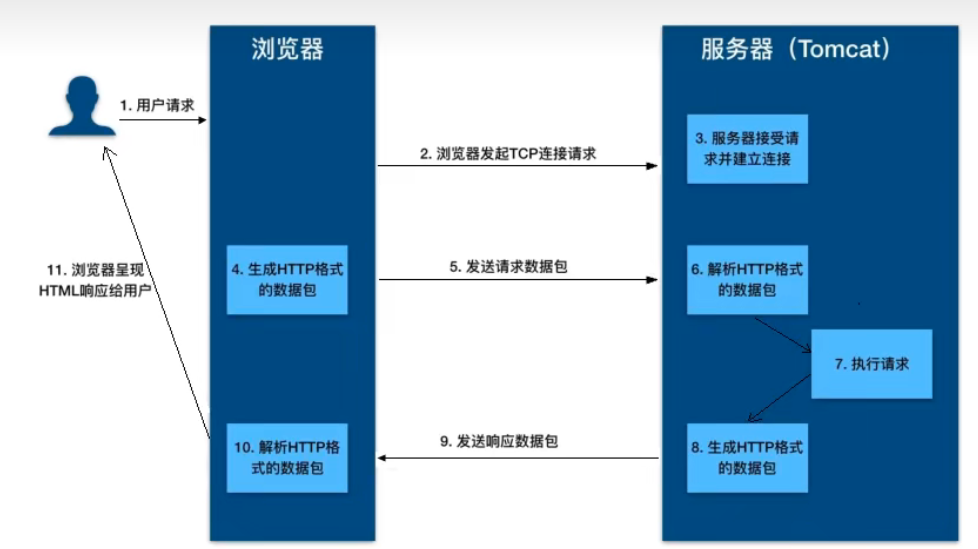 浏览器
服务器（Tomcat）
1. 用户请求
2. 浏览器发起TCP连接请求
3. 服务器接受请
求并建立连接
4. 生成HTTP格式
的数据包
5. 发送请求数据包
6. 解析HTTP格式
的数据包
7. 执行请求
8. 生成HTTP格式
的数据包
9. 发送响应数据包
10. 解析HTTP格
式的数据包
11. 浏览器呈现
HTML响应给用户